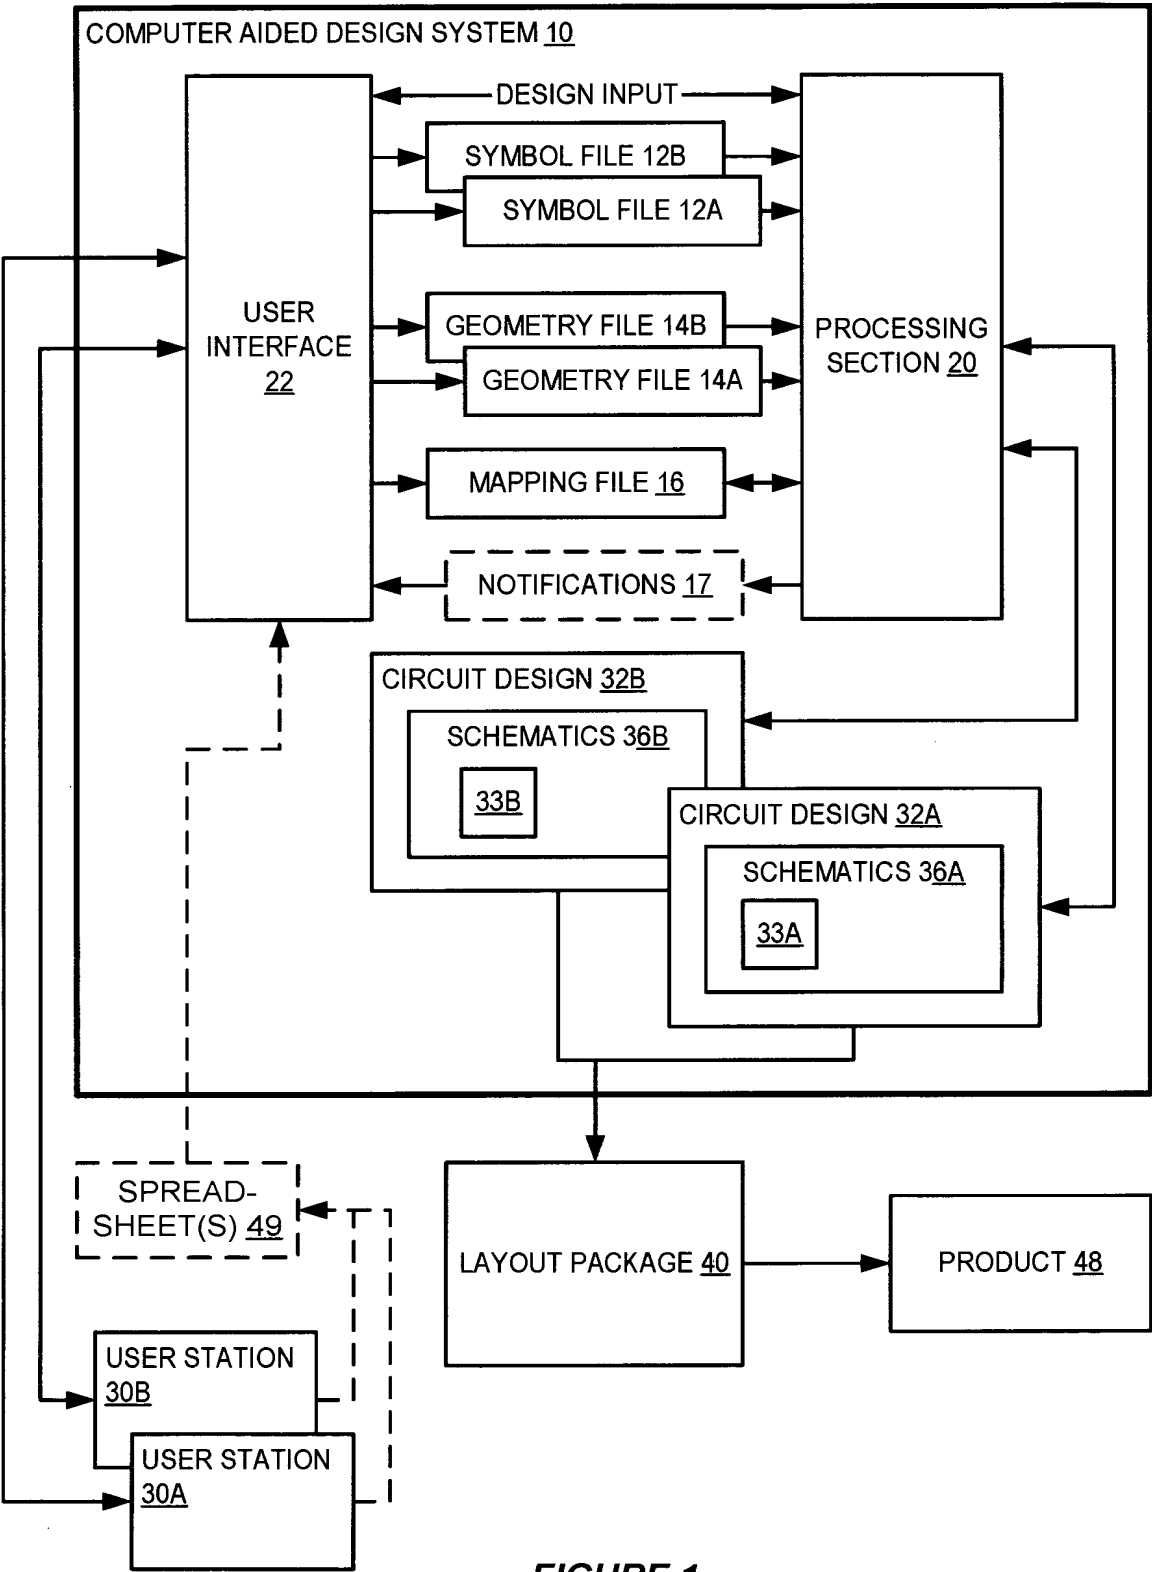 COMPUTER AIDED DESIGN SYSTEM 10
DESIGN INPUT
SYMBOL FILE 12B
SYMBOL FILE 12A
USER
INTERFACE
22
GEOMETRY FILE 14B
GEOMETRY FILE 14A
PROCESSING
SECTION 20
MAPPING FILE 16
NOTIFICATIONS 17
CIRCUIT DESIGN 32B
SCHEMATICS 36B
33B
CIRCUIT DESIGN 32A
SCHEMATICS 36A
33A
SPREAD-
SHEET(S) 49
LAYOUT PACKAGE 40
PRODUCT 48
USER STATION
30B
USER STATION
30A
FIGURE 1